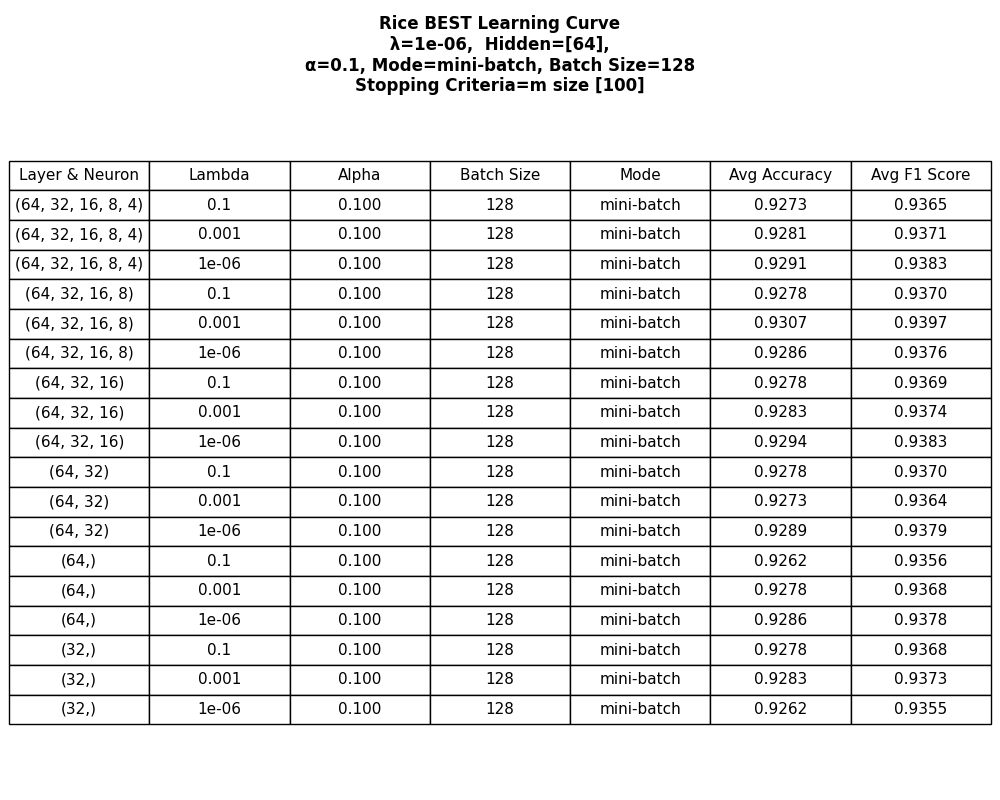 Rice BEST Learning Curve
λ=1e-06,  Hidden=[64],
α=0.1, Mode=mini-batch, Batch Size=128
Stopping Criteria=m size [100]
Layer & Neuron Lambda Alpha Batch Size Mode Avg Accuracy Avg F1 Score
(64, 32, 16, 8, 4) 0.1 0.100 128 mini-batch 0.9273 0.9365
(64, 32, 16, 8, 4) 0.001 0.100 128 mini-batch 0.9281 0.9371
(64, 32, 16, 8, 4) 1e-06 0.100 128 mini-batch 0.9291 0.9383
(64, 32, 16, 8) 0.1 0.100 128 mini-batch 0.9278 0.9370
(64, 32, 16, 8) 0.001 0.100 128 mini-batch 0.9307 0.9397
(64, 32, 16, 8) 1e-06 0.100 128 mini-batch 0.9286 0.9376
(64, 32, 16) 0.1 0.100 128 mini-batch 0.9278 0.9369
(64, 32, 16) 0.001 0.100 128 mini-batch 0.9283 0.9374
(64, 32, 16) 1e-06 0.100 128 mini-batch 0.9294 0.9383
(64, 32) 0.1 0.100 128 mini-batch 0.9278 0.9370
(64, 32) 0.001 0.100 128 mini-batch 0.9273 0.9364
(64, 32) 1e-06 0.100 128 mini-batch 0.9289 0.9379
(64,) 0.1 0.100 128 mini-batch 0.9262 0.9356
(64,) 0.001 0.100 128 mini-batch 0.9278 0.9368
(64,) 1e-06 0.100 128 mini-batch 0.9286 0.9378
(32,) 0.1 0.100 128 mini-batch 0.9278 0.9368
(32,) 0.001 0.100 128 mini-batch 0.9283 0.9373
(32,) 1e-06 0.100 128 mini-batch 0.9262 0.9355